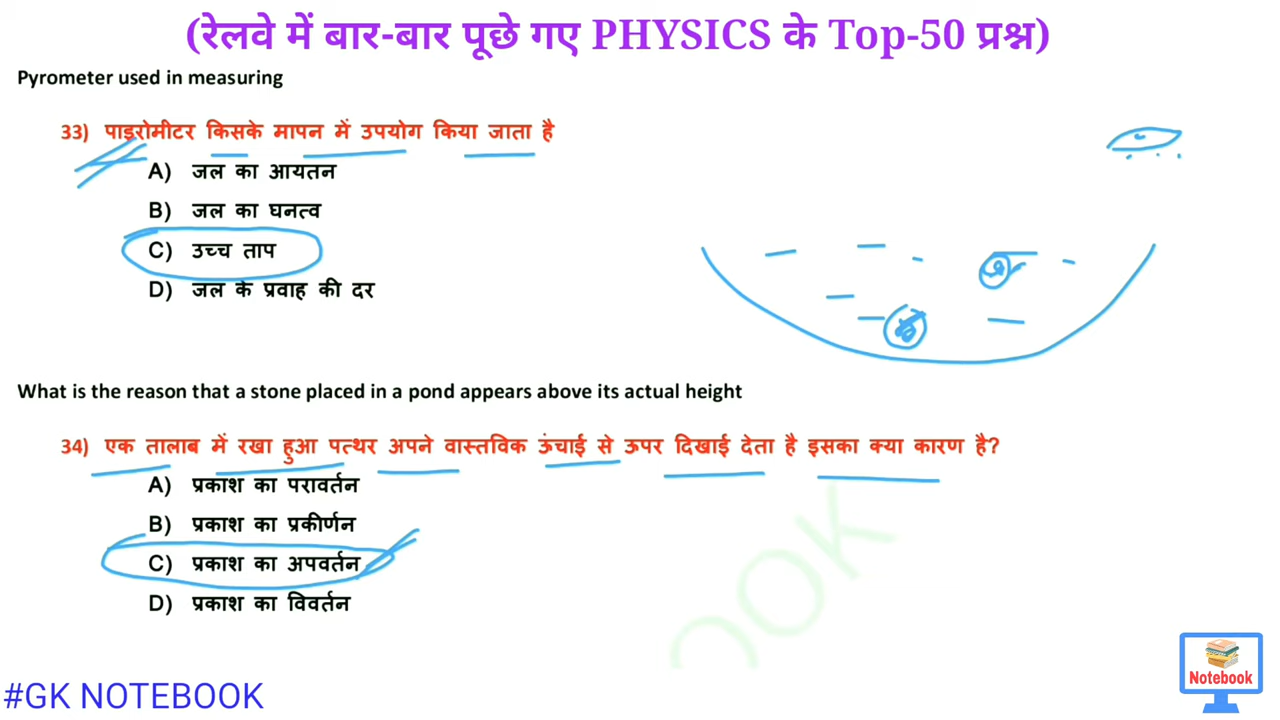 (रेलवे में बार-बार पूछे गए PHYSICS के Top-50 प्रश्न)
Pyrometer used in measuring
33) पाइरोमीटर किसके मापन में उपयोग किया जाता है
A) जल का आयतन
B) जल का घनत्व
C) उच्च ताप
D) जल के प्रवाह की दर
What is the reason that a stone placed in a pond appears above its actual height
34) एक तालाब में रखा हुआ पत्थर अपने वास्तविक ऊंचाई से ऊपर दिखाई देता है इसका क्या कारण है?
A) प्रकाश का परावर्तन
B) प्रकाश का प्रकीर्णन
C) प्रकाश का अपवर्तन
D) प्रकाश का विवर्तन
OOK
Notebook
#GK NOTEBOOK